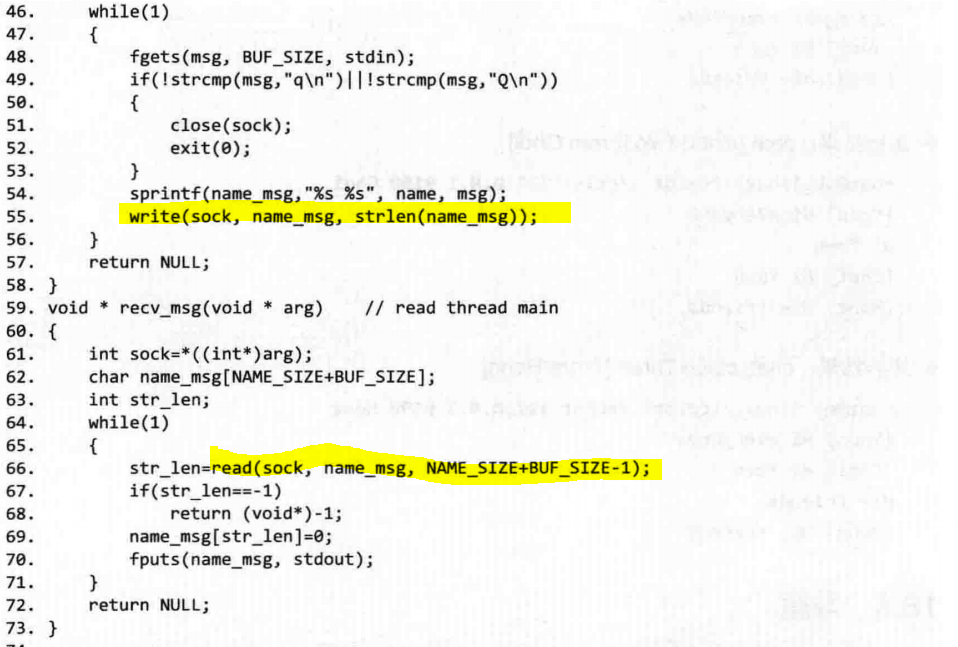 46. while(1)
47. {
48. fgets(msg, BUF_SIZE, stdin);
49. if(!strcmp(msg,"q\n")||!strcmp(msg,"Q\n"))
50. {
51. close(sock);
52. exit(0);
53. }
54. sprintf(name_msg,"%s %s", name, msg);
55. write(sock, name_msg, strlen(name_msg));
56. }
57. return NULL;
58. }
59. void * recv_msg(void * arg) // read thread main
60. {
61. int sock=*((int*)arg);
62. char name_msg[NAME_SIZE+BUF_SIZE];
63. int str_len;
64. while(1)
65. {
66. str_len=read(sock, name_msg, NAME_SIZE+BUF_SIZE-1);
67. if(str_len==-1)
68. return (void*)-1;
69. name_msg[str_len]=0;
70. fputs(name_msg, stdout);
71. }
72. return NULL;
73. }